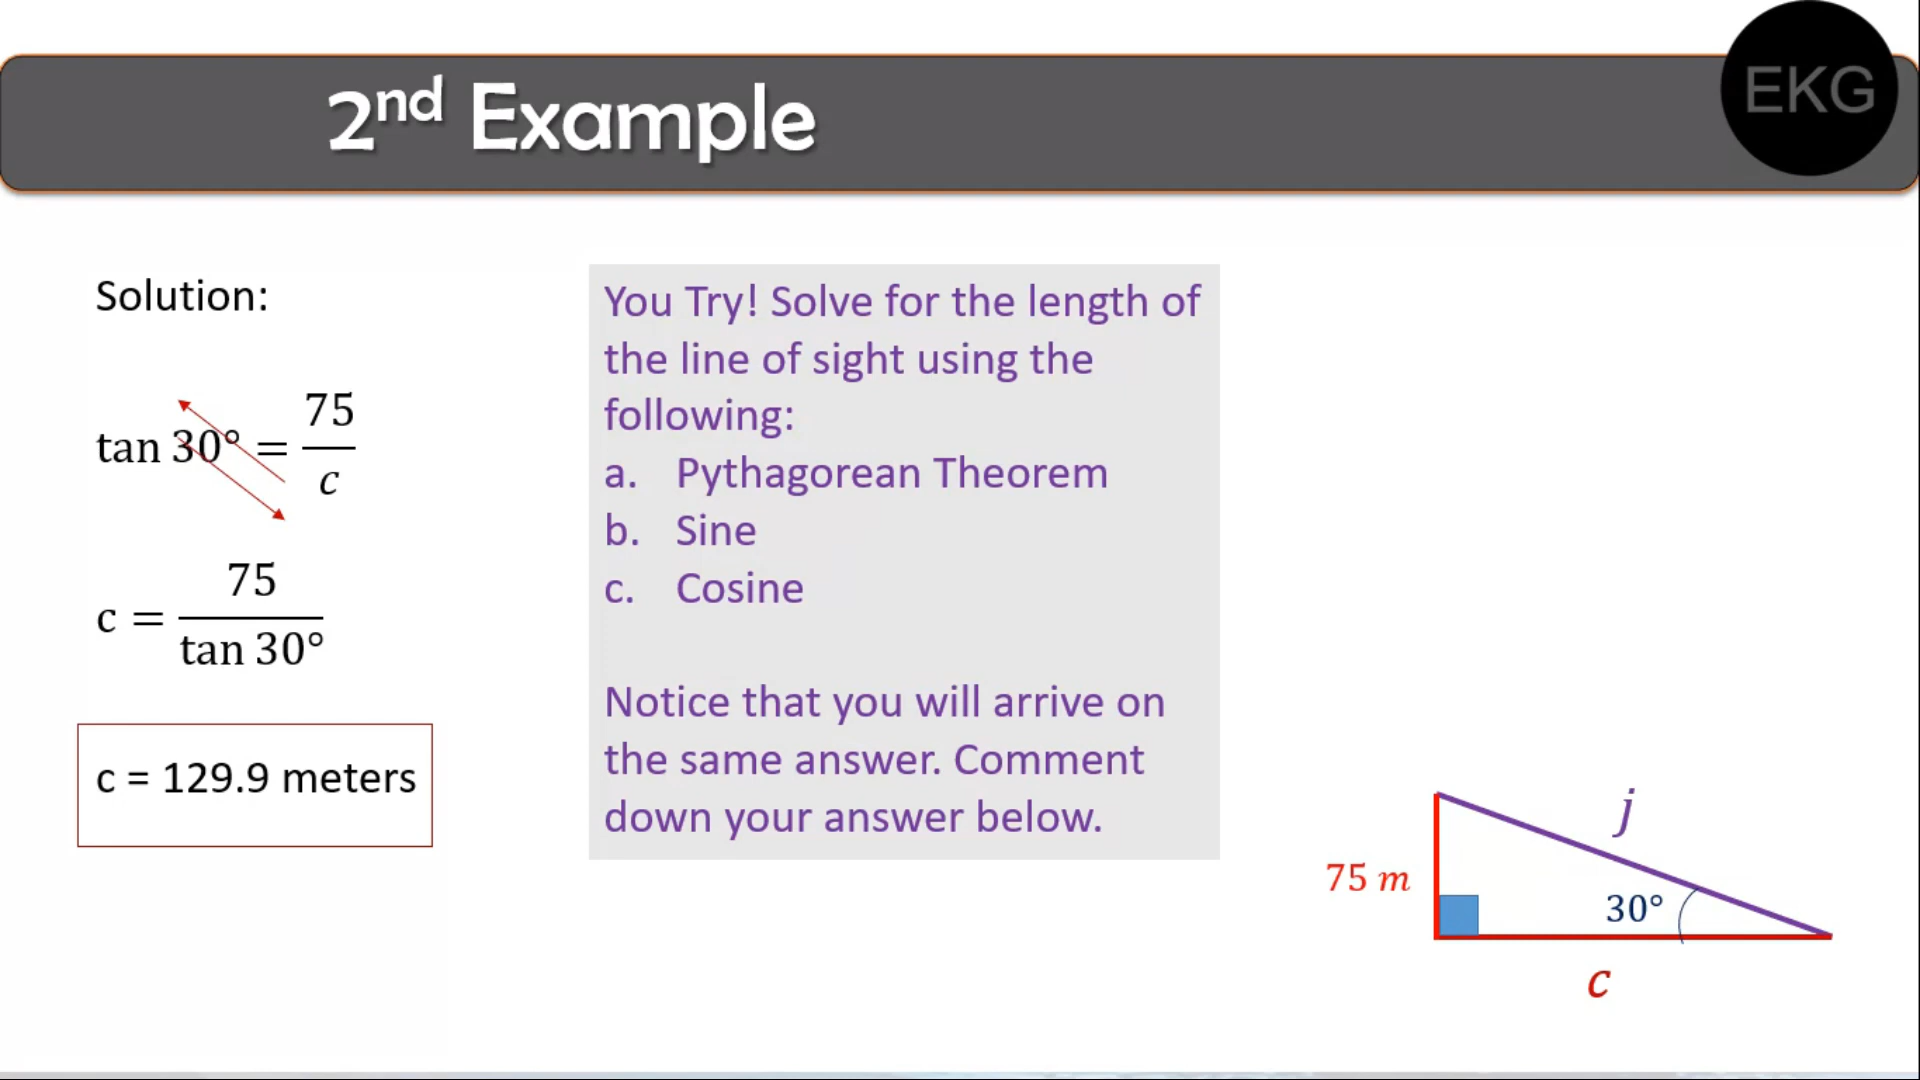 2nd Example
EKG
Solution:
tan 30° = 75/c
c = 75/tan 30°
c = 129.9 meters
You Try! Solve for the length of
the line of sight using the
following:
a. Pythagorean Theorem
b. Sine
c. Cosine
Notice that you will arrive on
the same answer. Comment
down your answer below.
j
75 m
30°
c